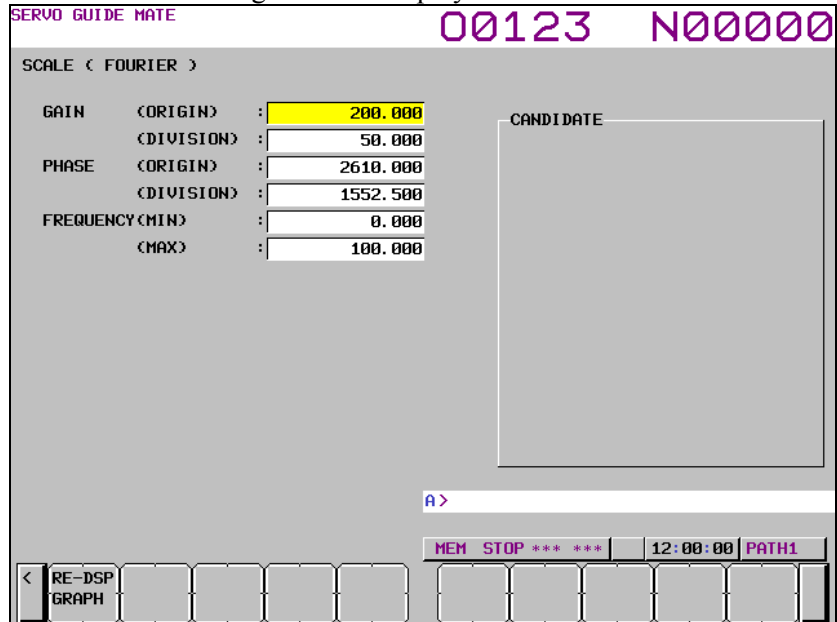 SERVO GUIDE MATE O0123 N00000
SCALE ( FOURIER )
GAIN (ORIGIN) : 200.000
(DIVISION) : 50.000
PHASE (ORIGIN) : 2610.000
(DIVISION) : 1552.500
FREQUENCY(MIN) : 0.000
(MAX) : 100.000
CANDIDATE
A>
MEM STOP *** *** 12:00:00 PATH1
< RE-DSP
GRAPH